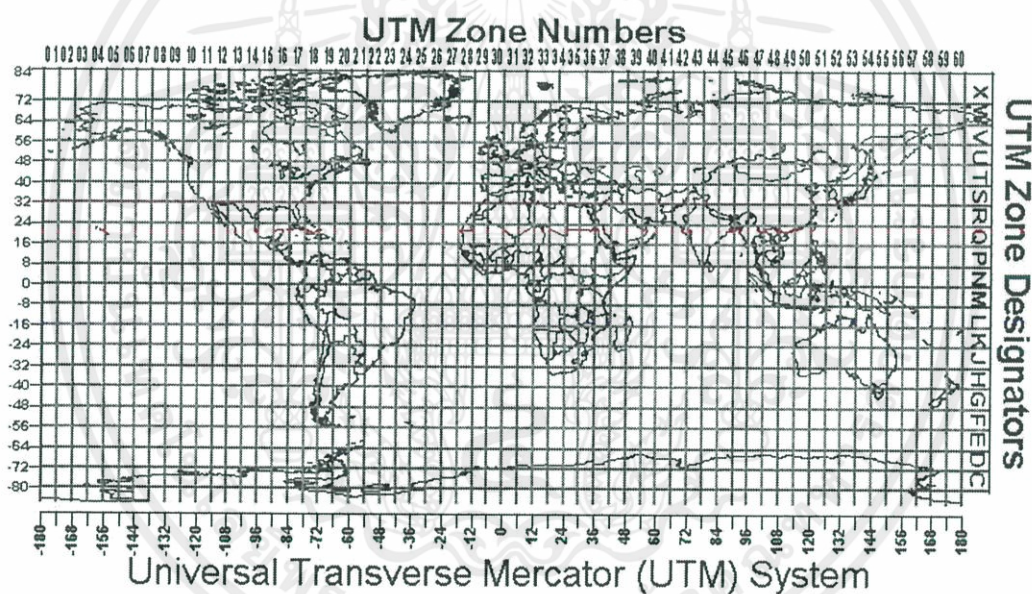 UTM Zone Numbers
01 02 03 04 05 06 07 08 09 10 11 12 13 14 15 16 17 18 19 20 21 22 23 24 25 26 27 28 29 30 31 32 33 34 35 36 37 38 39 40 41 42 43 44 45 46 47 48 49 50 51 52 53 54 55 56 57 58 59 60
84
72
64
56
48
40
32
24
16
8
0
-8
-16
-24
-32
-40
-48
-56
-64
-72
-80
X
W
V
U
T
S
R
Q
P
N
M
L
K
J
H
G
F
E
D
C
UTM Zone Designators
-180 -168 -156 -144 -132 -120 -108 -96 -84 -72 -60 -48 -36 -24 -12 0 12 24 36 48 60 72 84 96 108 120 132 144 156 168 180
Universal Transverse Mercator (UTM) System